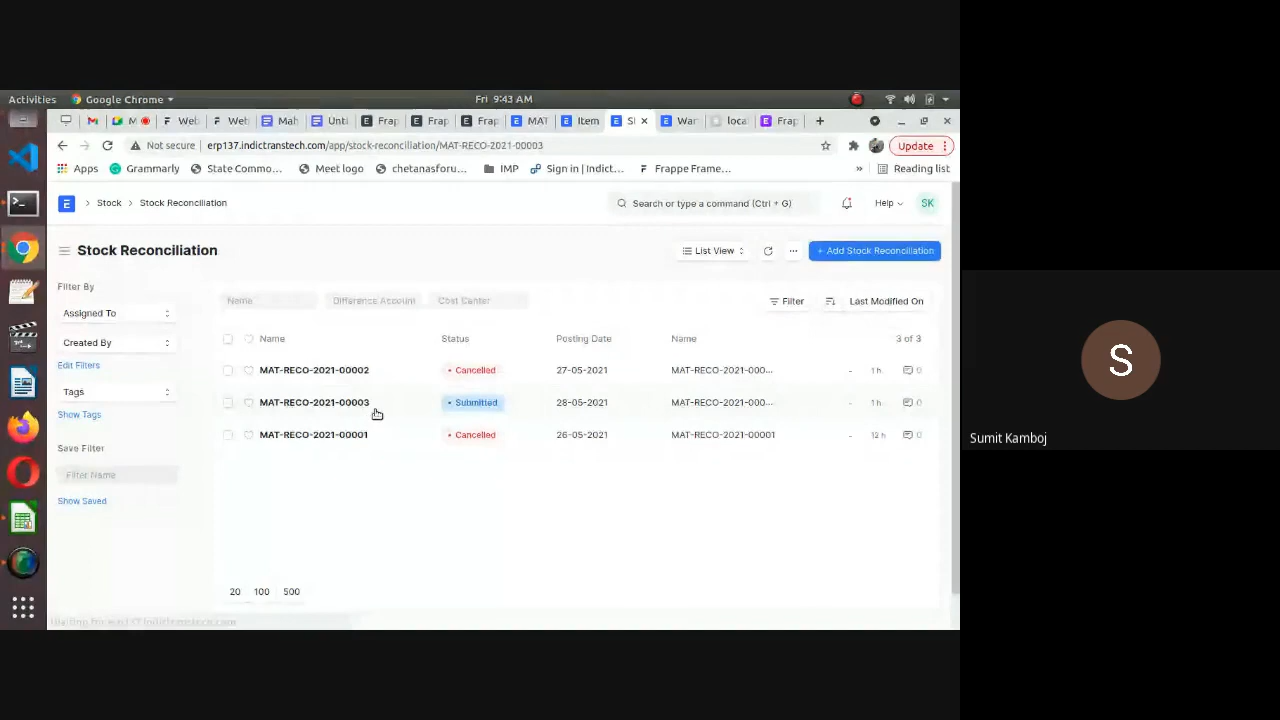 Activities Google Chrome Fri 9:43 AM
M M Web Web Mah Unti Frap Frap Frap MAT Item St War loca Frap
Not secure erp137.indictranstech.com/app/stock-reconciliation/MAT-RECO-2021-00003 Update
Apps Grammarly State Commo... Meet logo chetanasforu... IMP Sign in | Indict... Frappe Frame... » Reading list
E Stock Stock Reconciliation Search or type a command (Ctrl + G) Help SK
Stock Reconciliation List View ... + Add Stock Reconciliation
Filter By
Name Difference Account Cost Center Filter Last Modified On
Assigned To
Name Status Posting Date Name 3 of 3
Created By
Edit Filters
MAT-RECO-2021-00002 Cancelled 27-05-2021 MAT-RECO-2021-000... - 1 h 0
Tags
MAT-RECO-2021-00003 Submitted 28-05-2021 MAT-RECO-2021-000... - 1 h 0
Show Tags
MAT-RECO-2021-00001 Cancelled 26-05-2021 MAT-RECO-2021-00001 - 12 h 0
Save Filter
Filter Name
Show Saved
20 100 500
Waiting for erp137.indictranstech.com...
S
Sumit Kamboj